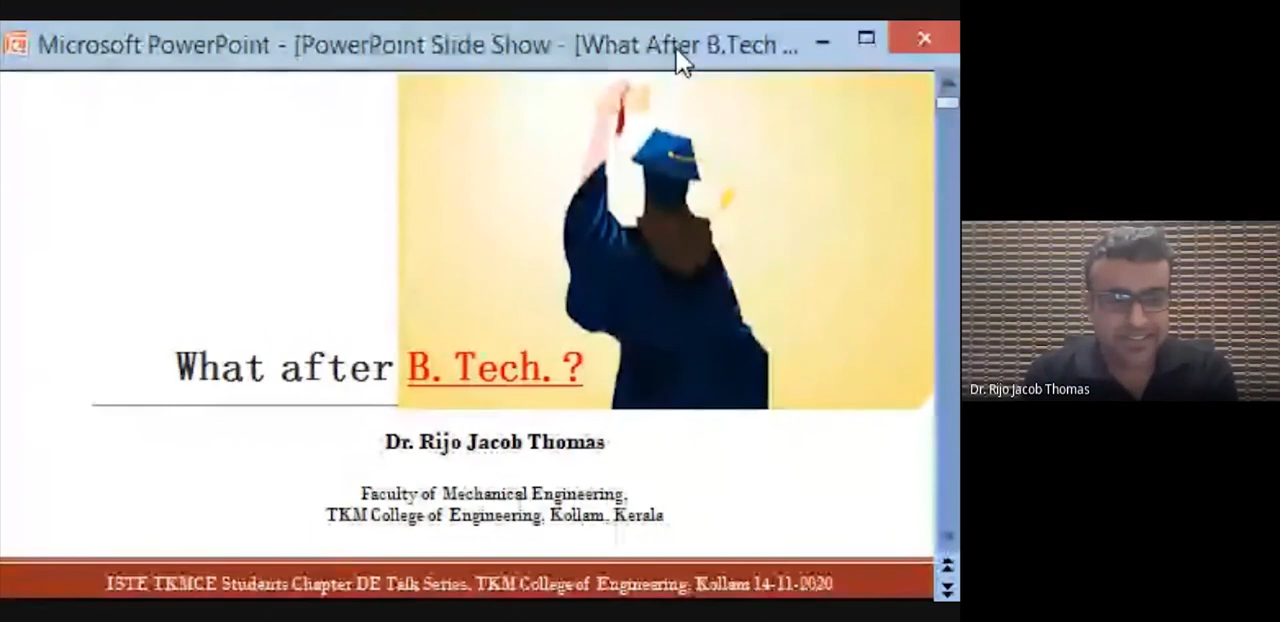 Microsoft PowerPoint - [PowerPoint Slide Show - [What After B.Tech ...
What after B. Tech. ?
Dr. Rijo Jacob Thomas
Faculty of Mechanical Engineering,
TKM College of Engineering, Kollam, Kerala
ISTE TKMCE Students Chapter DE Talk Series, TKM College of Engineering, Kollam 14-11-2020
Dr. Rijo Jacob Thomas